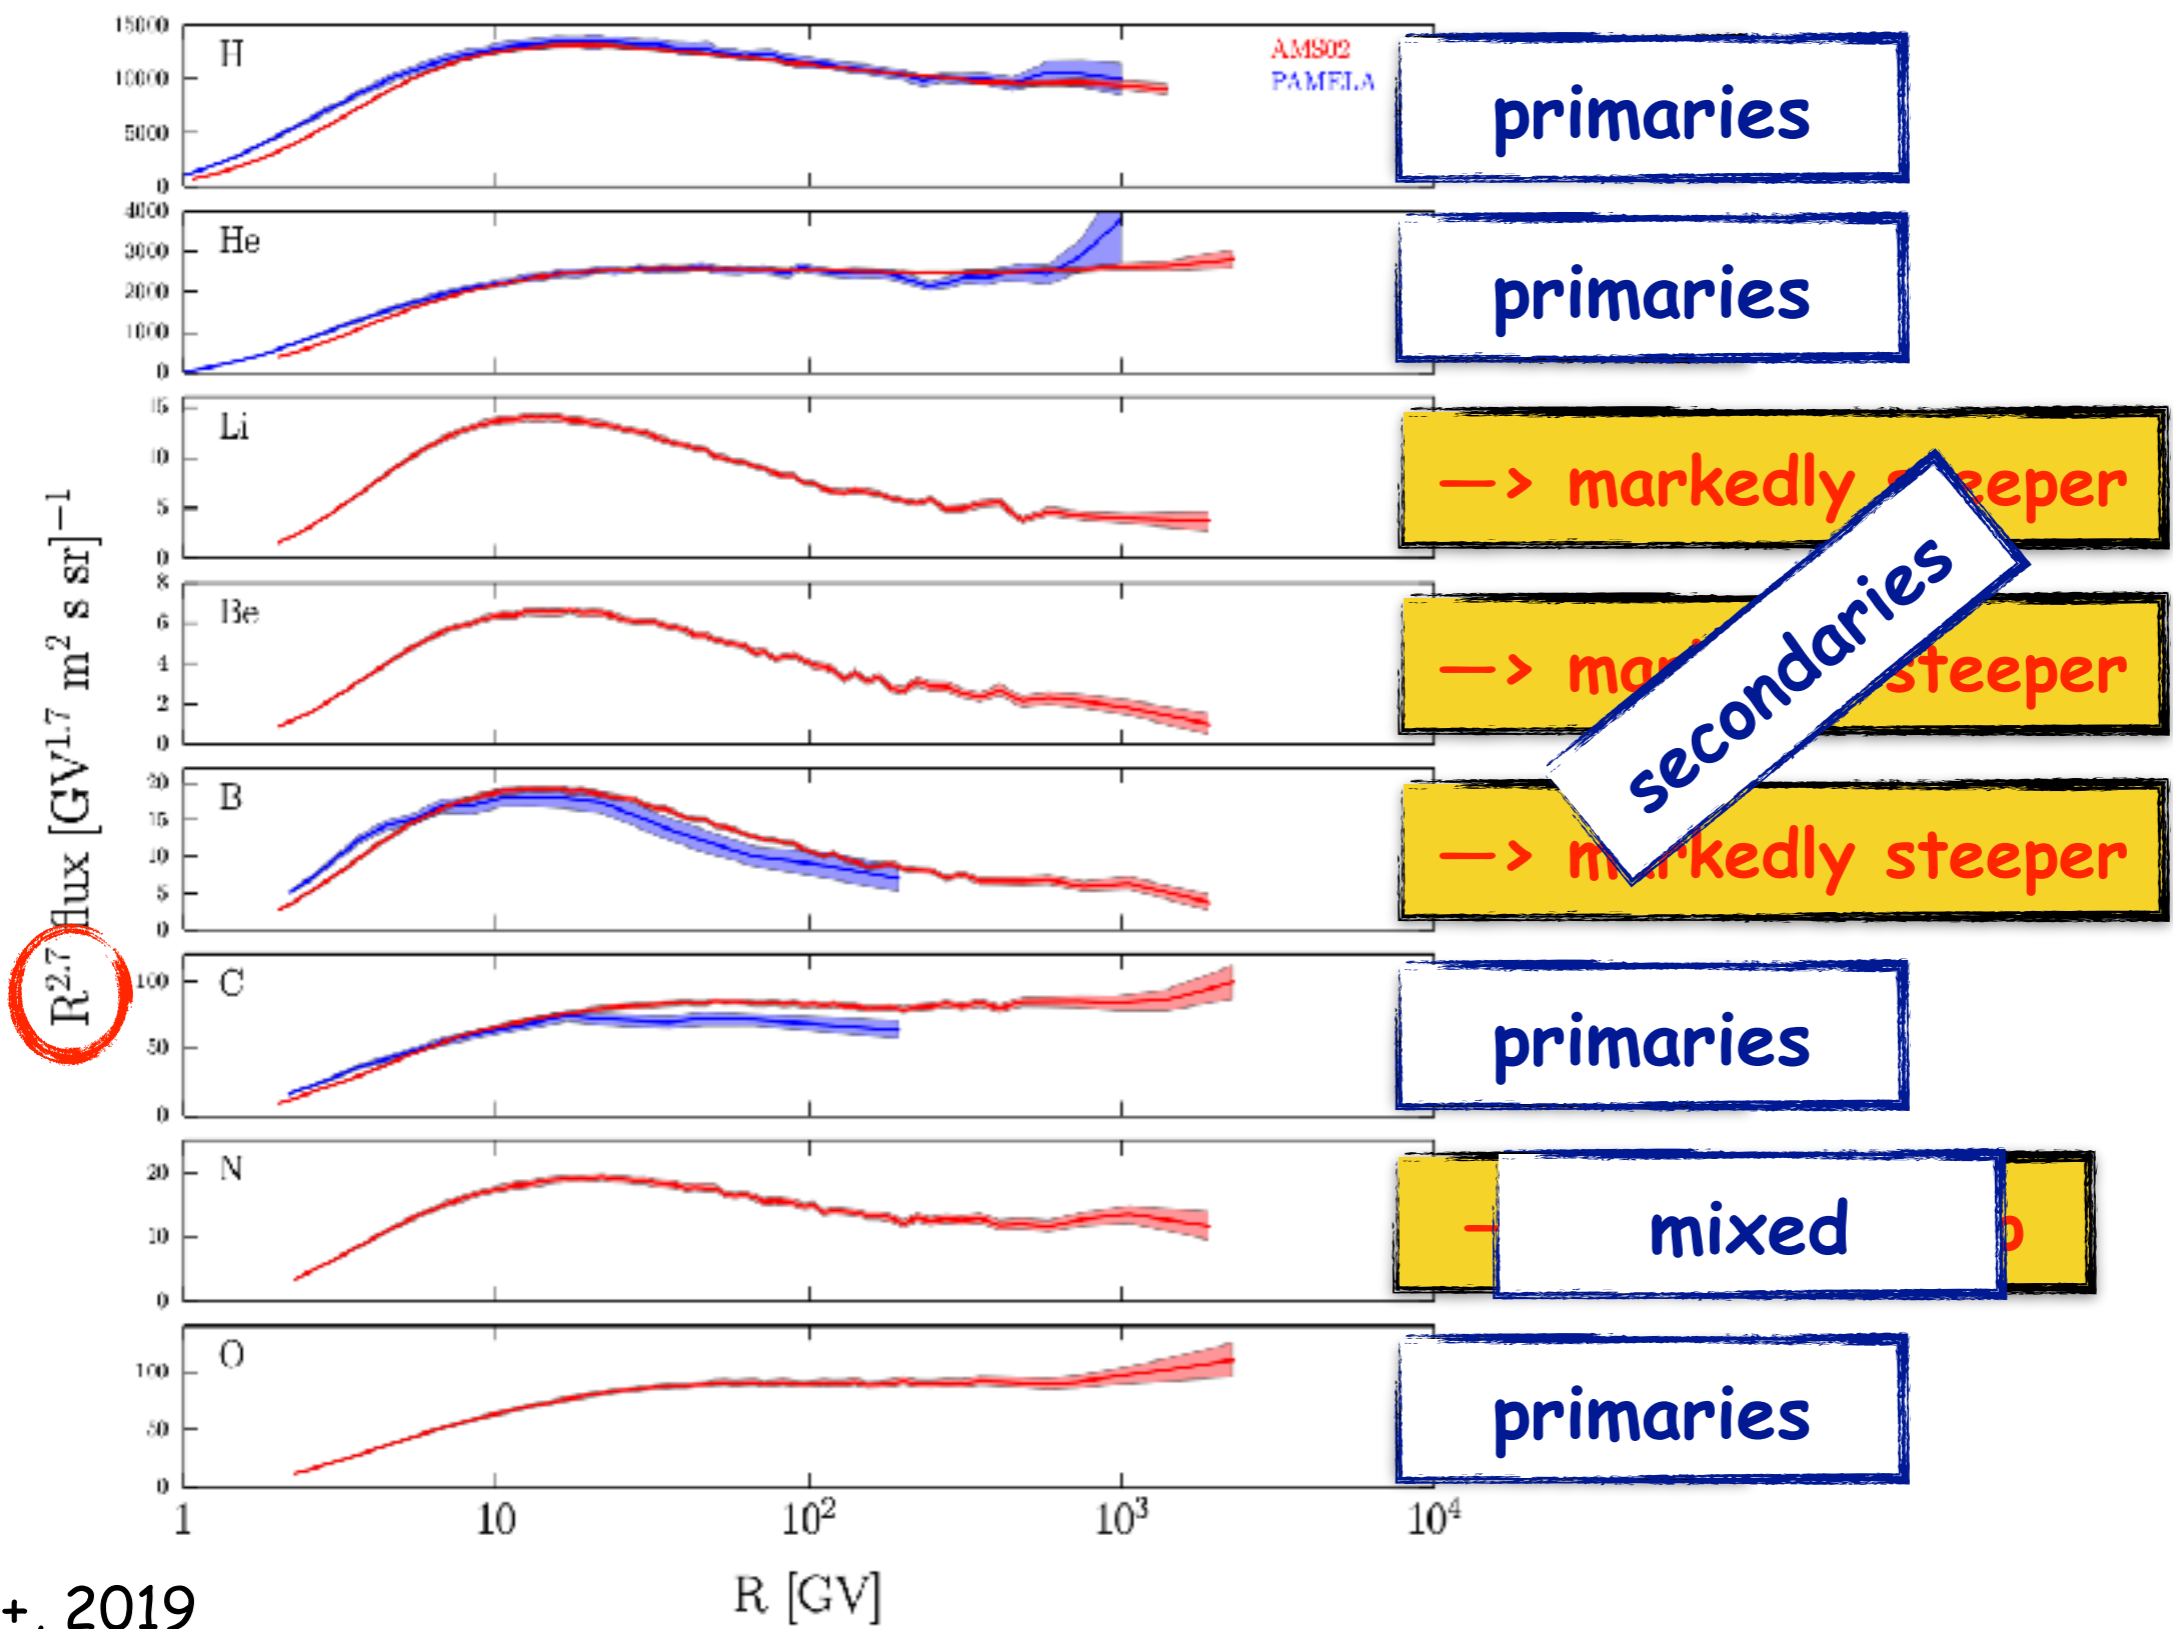 15000
H
AMS02
primaries
10000
PAMELA
5000
0
4000
He
primaries
3000
2000
1000
0
15
Li
—> markedly steeper
10
5
0
8
Be
—> steeper
6
4
2
0
secondaries
20
B
15
10
—> markedly steeper
5
0
R^2.7 flux [GV^1.7 m^2 s sr]^−1
100
C
primaries
50
0
N
20
mixed
10
0
O
primaries
100
50
0
1 10 10^2 10^3 10^4
R [GV]
+. 2019